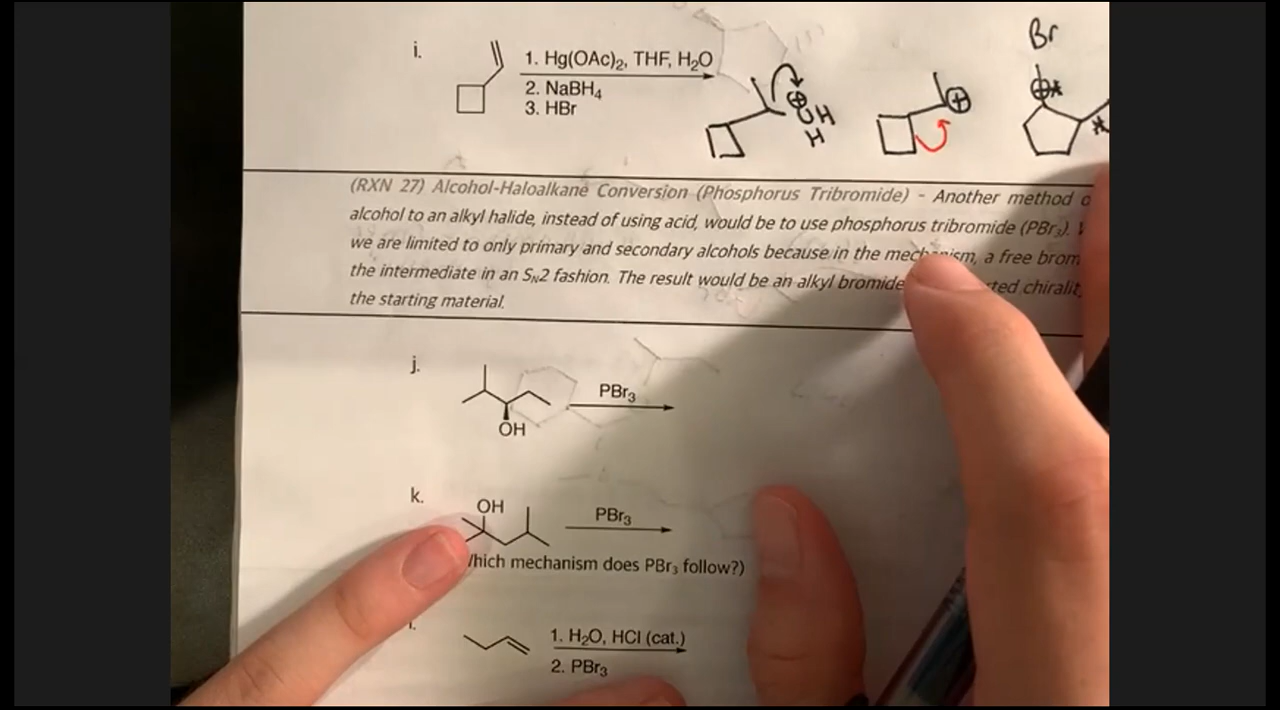 i.
1. Hg(OAc)₂, THF, H₂O
2. NaBH₄
3. HBr
H
H
Br
(RXN 27) Alcohol-Haloalkane Conversion (Phosphorus Tribromide) - Another method
alcohol to an alkyl halide, instead of using acid, would be to use phosphorus tribromide (PBr₃).
we are limited to only primary and secondary alcohols because in the mechanism, a free brom
the intermediate in an Sₙ2 fashion. The result would be an alkyl bromide
the starting material.
j.
OH
PBr₃
k.
OH
PBr₃
which mechanism does PBr₃ follow?)
1. H₂O, HCl (cat.)
2. PBr₃